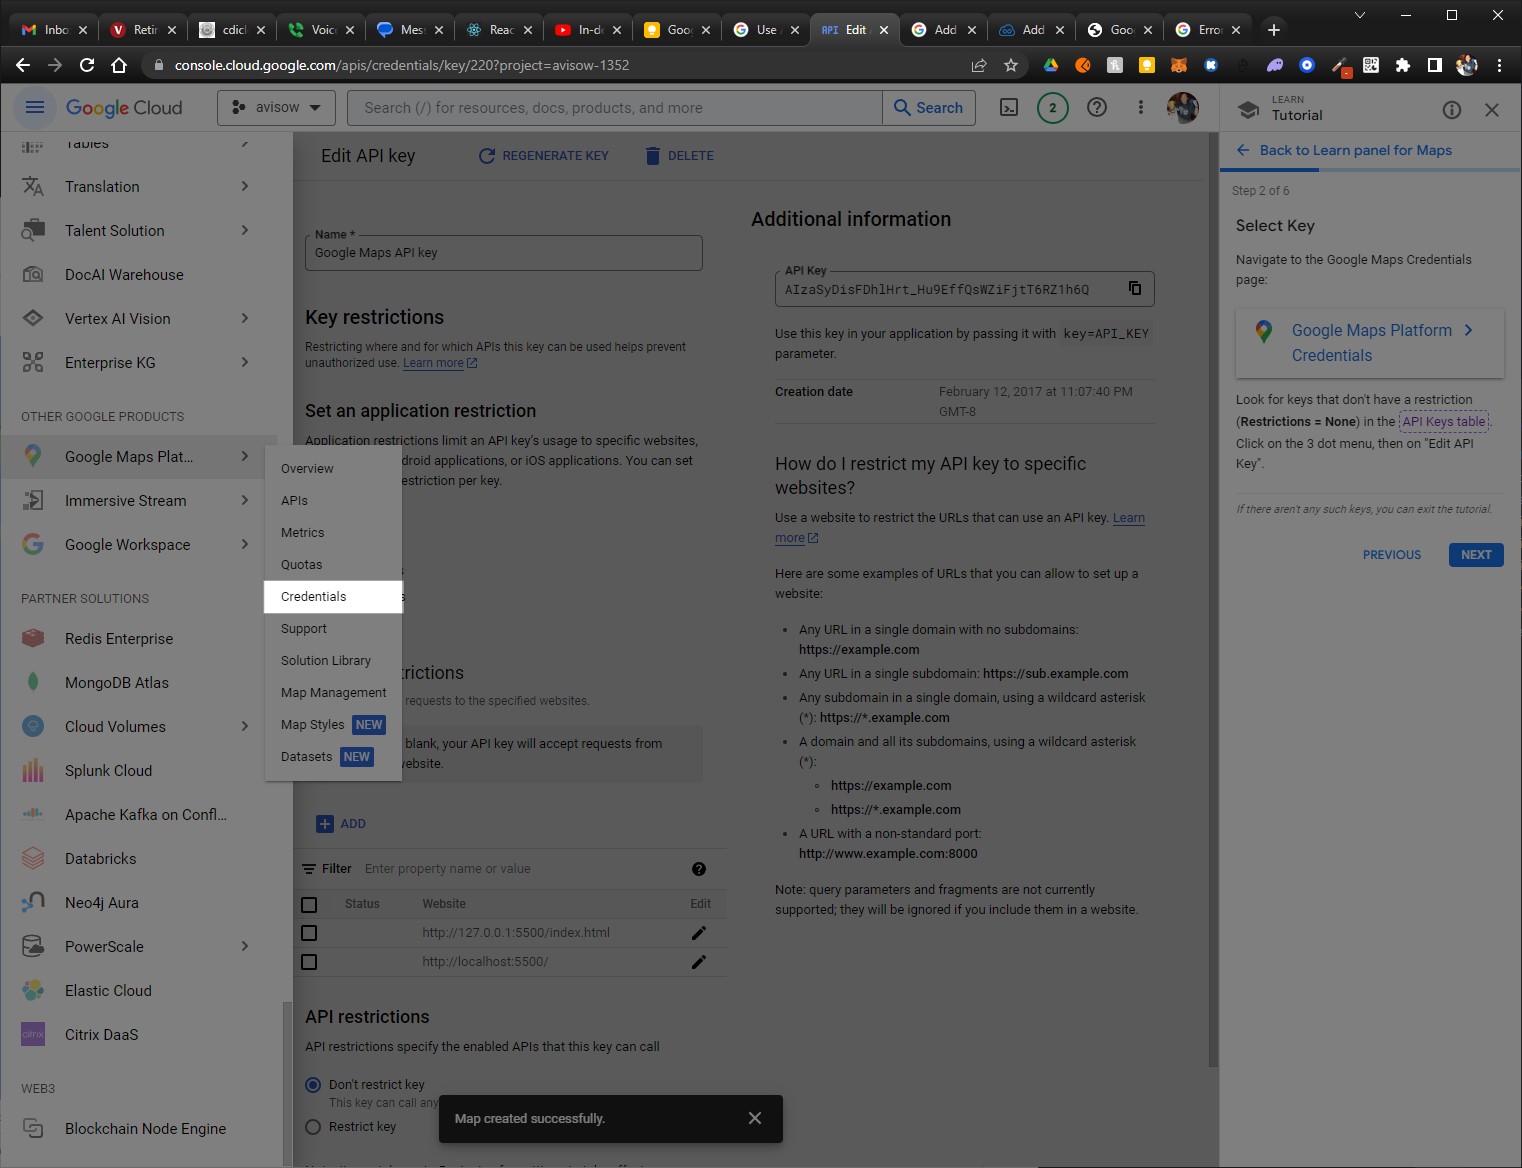 Inbo
Retir
cdicl
Voice
Mes
Reac
In-de
Goog
Use
API Edit
Add
Add
Goo
Erro
console.cloud.google.com/apis/credentials/key/220?project=avisow-1352
Google Cloud
avisow
Search (/) for resources, docs, products, and more
Search
2
LEARN
Tutorial
Tables
Translation
Talent Solution
DocAI Warehouse
Vertex AI Vision
Enterprise KG
OTHER GOOGLE PRODUCTS
Google Maps Plat...
Immersive Stream
Google Workspace
PARTNER SOLUTIONS
Redis Enterprise
MongoDB Atlas
Cloud Volumes
Splunk Cloud
Apache Kafka on Confl...
Databricks
Neo4j Aura
PowerScale
Elastic Cloud
citrix
Citrix DaaS
WEB3
Blockchain Node Engine
Overview
APIs
Metrics
Quotas
Credentials
Support
Solution Library
Map Management
Map Styles NEW
Datasets NEW
Edit API key
REGENERATE KEY
DELETE
Name *
Google Maps API key
Key restrictions
Restricting where and for which APIs this key can be used helps prevent
unauthorized use. Learn more
Set an application restriction
Application restrictions limit an API key's usage to specific websites,
droid applications, or iOS applications. You can set
estriction per key.
s
trictions
requests to the specified websites.
blank, your API key will accept requests from
vebsite.
ADD
Filter Enter property name or value
Status Website Edit
http://127.0.0.1:5500/index.html
http://localhost:5500/
API restrictions
API restrictions specify the enabled APIs that this key can call
Don't restrict key
This key can call any
Restrict key
Map created successfully.
Additional information
API Key
AIzaSyDisFDhlHrt_Hu9EffQsWZiFjtT6RZ1h6Q
Use this key in your application by passing it with key=API_KEY
parameter.
Creation date February 12, 2017 at 11:07:40 PM
GMT-8
How do I restrict my API key to specific
websites?
Use a website to restrict the URLs that can use an API key. Learn
more
Here are some examples of URLs that you can allow to set up a
website:
• Any URL in a single domain with no subdomains:
https://example.com
• Any URL in a single subdomain: https://sub.example.com
• Any subdomain in a single domain, using a wildcard asterisk
(*): https://*.example.com
• A domain and all its subdomains, using a wildcard asterisk
(*):
◦ https://example.com
◦ https://*.example.com
• A URL with a non-standard port:
http://www.example.com:8000
Note: query parameters and fragments are not currently
supported; they will be ignored if you include them in a website.
Back to Learn panel for Maps
Step 2 of 6
Select Key
Navigate to the Google Maps Credentials
page:
Google Maps Platform
Credentials
Look for keys that don't have a restriction
(Restrictions = None) in the API Keys table.
Click on the 3 dot menu, then on "Edit API
Key".
If there aren't any such keys, you can exit the tutorial.
PREVIOUS
NEXT